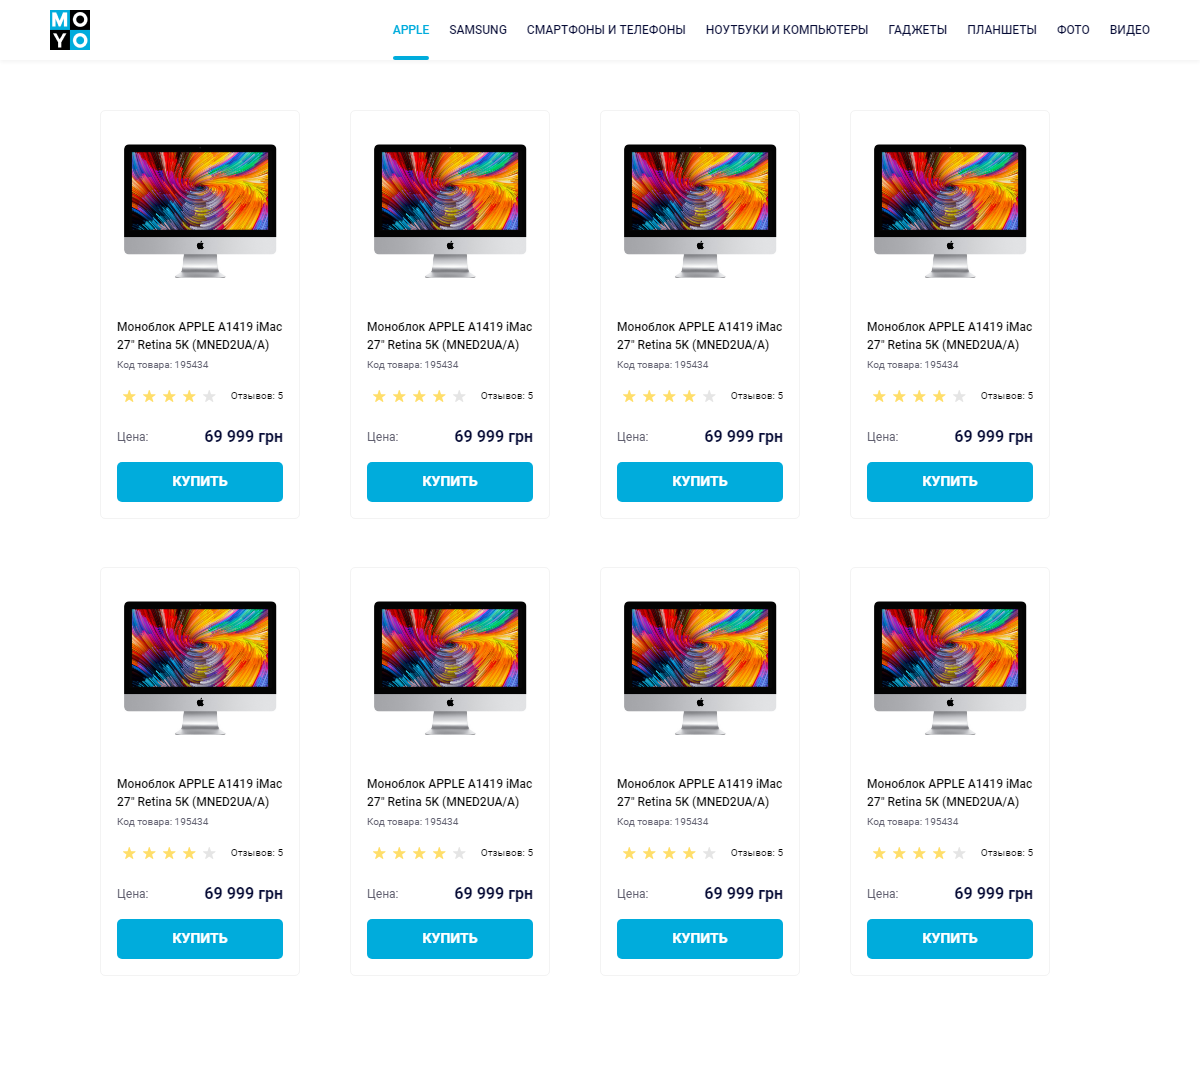 MO
YO
APPLE SAMSUNG СМАРТФОНЫ И ТЕЛЕФОНЫ НОУТБУКИ И КОМПЬЮТЕРЫ ГАДЖЕТЫ ПЛАНШЕТЫ ФОТО ВИДЕО
Моноблок APPLE A1419 iMac
27" Retina 5K (MNED2UA/A)
Код товара: 195434
Отзывов: 5
Цена: 69 999 грн
КУПИТЬ
Моноблок APPLE A1419 iMac
27" Retina 5K (MNED2UA/A)
Код товара: 195434
Отзывов: 5
Цена: 69 999 грн
КУПИТЬ
Моноблок APPLE A1419 iMac
27" Retina 5K (MNED2UA/A)
Код товара: 195434
Отзывов: 5
Цена: 69 999 грн
КУПИТЬ
Моноблок APPLE A1419 iMac
27" Retina 5K (MNED2UA/A)
Код товара: 195434
Отзывов: 5
Цена: 69 999 грн
КУПИТЬ
Моноблок APPLE A1419 iMac
27" Retina 5K (MNED2UA/A)
Код товара: 195434
Отзывов: 5
Цена: 69 999 грн
КУПИТЬ
Моноблок APPLE A1419 iMac
27" Retina 5K (MNED2UA/A)
Код товара: 195434
Отзывов: 5
Цена: 69 999 грн
КУПИТЬ
Моноблок APPLE A1419 iMac
27" Retina 5K (MNED2UA/A)
Код товара: 195434
Отзывов: 5
Цена: 69 999 грн
КУПИТЬ
Моноблок APPLE A1419 iMac
27" Retina 5K (MNED2UA/A)
Код товара: 195434
Отзывов: 5
Цена: 69 999 грн
КУПИТЬ